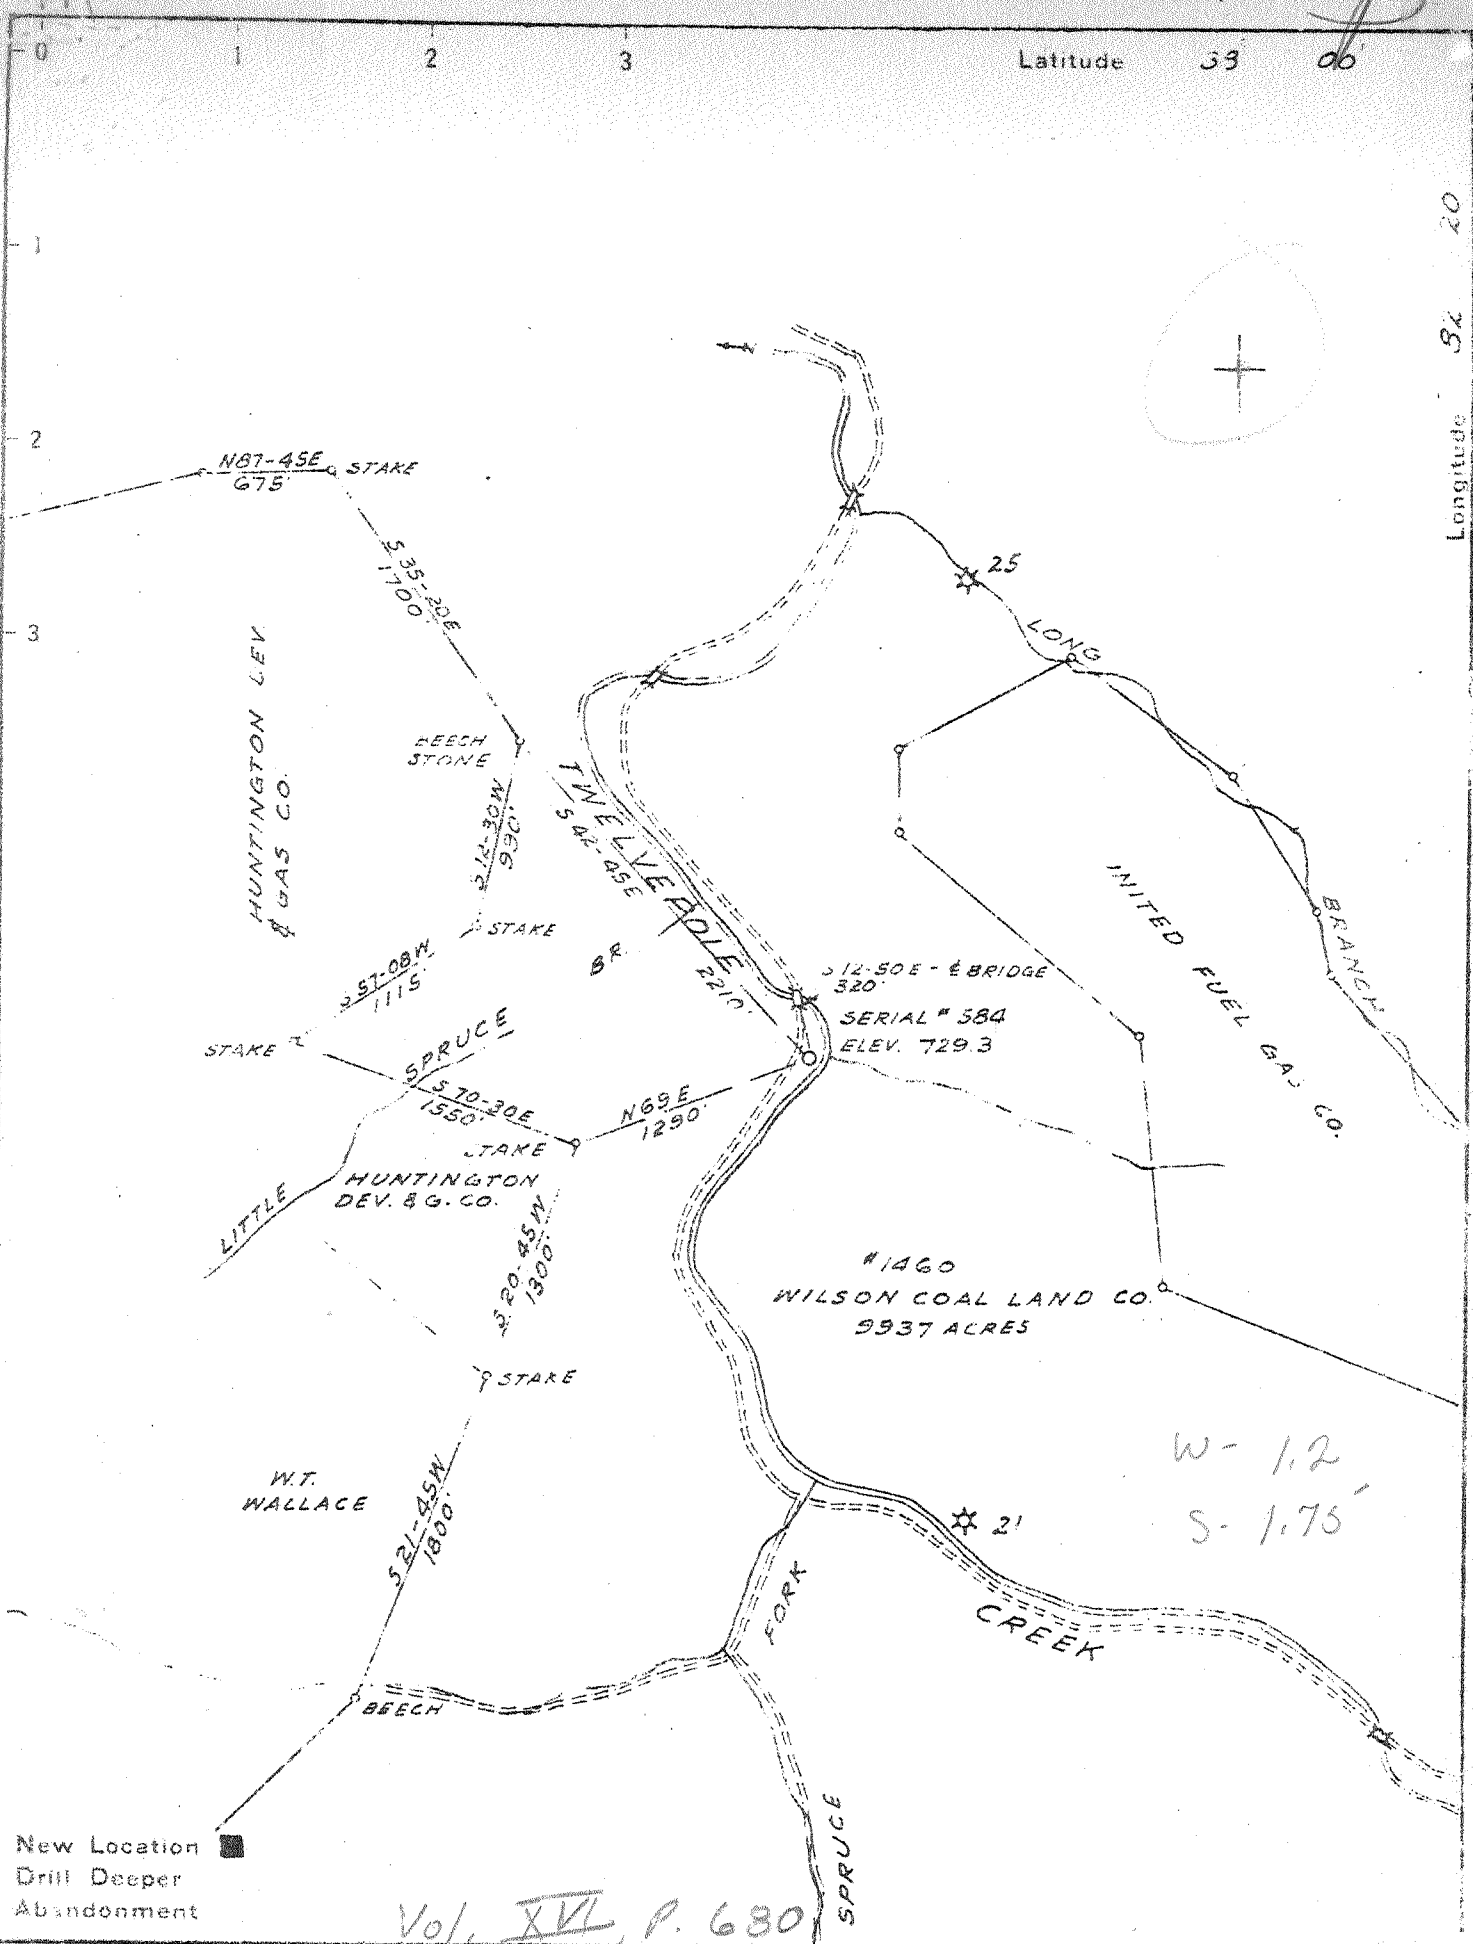 0 1 2 3 Latitude 06'
1
2
3
20
Longitude
N87-45E STAKE
675'
S 35-20E
1700'
25
LONG
HUNTINGTON
& GAS CO.
BEECH
STONE
S 12-30W
990'
TWELVEPOLE
S 42-45E
2210'
STAKE
BR.
S 57-08W
1115'
STAKE
S 12-50E - ⅊ BRIDGE
320'
SERIAL # 584
ELEV. 729.3
INITED FUEL GAS CO.
BRANCH
SPRUCE
S 70-30E
1550'
N69E
1290'
STAKE
HUNTINGTON
DEV. & G. CO.
LITTLE
S 20-45W
1300'
#1460
WILSON COAL LAND CO.
9937 ACRES
STAKE
W.T.
WALLACE
S 21-45W
1800'
W- 1.2
S- 1.75
21
FORK
CREEK
BEECH
SPRUCE
New Location
Drill Deeper
Abandonment
Vol. XVI, P. 680